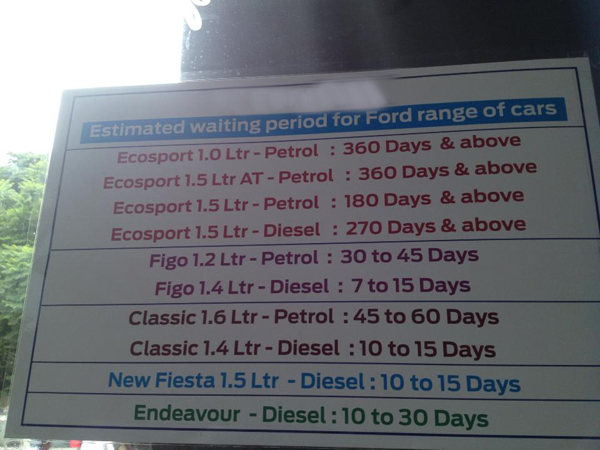 Estimated waiting period for Ford range of cars
Ecosport 1.0 Ltr - Petrol : 360 Days & above
Ecosport 1.5 Ltr AT - Petrol : 360 Days & above
Ecosport 1.5 Ltr - Petrol : 180 Days & above
Ecosport 1.5 Ltr - Diesel : 270 Days & above
Figo 1.2 Ltr - Petrol : 30 to 45 Days
Figo 1.4 Ltr - Diesel : 7 to 15 Days
Classic 1.6 Ltr - Petrol : 45 to 60 Days
Classic 1.4 Ltr - Diesel : 10 to 15 Days
New Fiesta 1.5 Ltr - Diesel : 10 to 15 Days
Endeavour - Diesel : 10 to 30 Days